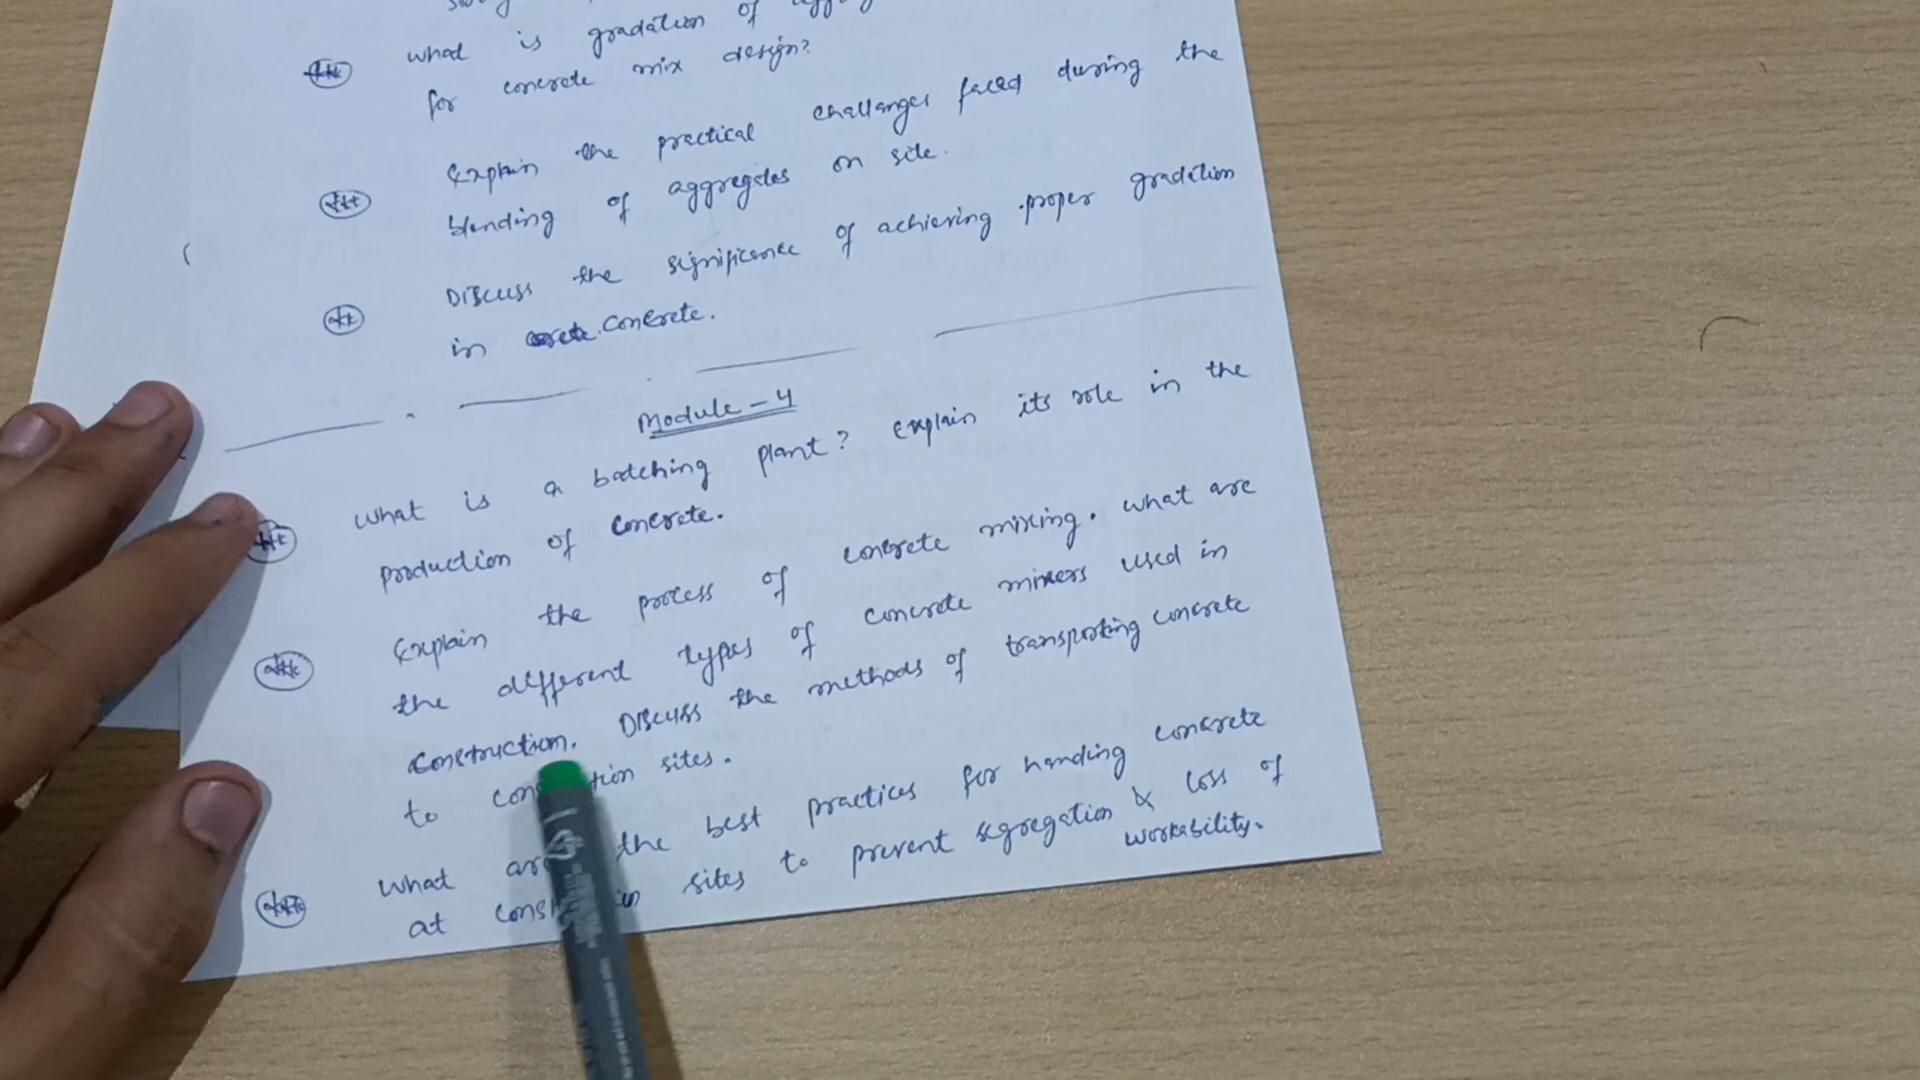 what is gradation of
for concrete mix design?
Explain the practical challanges faced during the
blending of aggregates on site.
Discuss the significance of achieving proper gradation
in concrete.
Module - 4
what is a batching plant? explain its role in the
production of concrete.
Explain the process of concrete mixing. what are
the different types of concrete mixers used in
construction. Discuss the methods of transporting concrete
to sites.
what are the best practices for handing concrete
at sites to prevent segregation & loss of
workability.